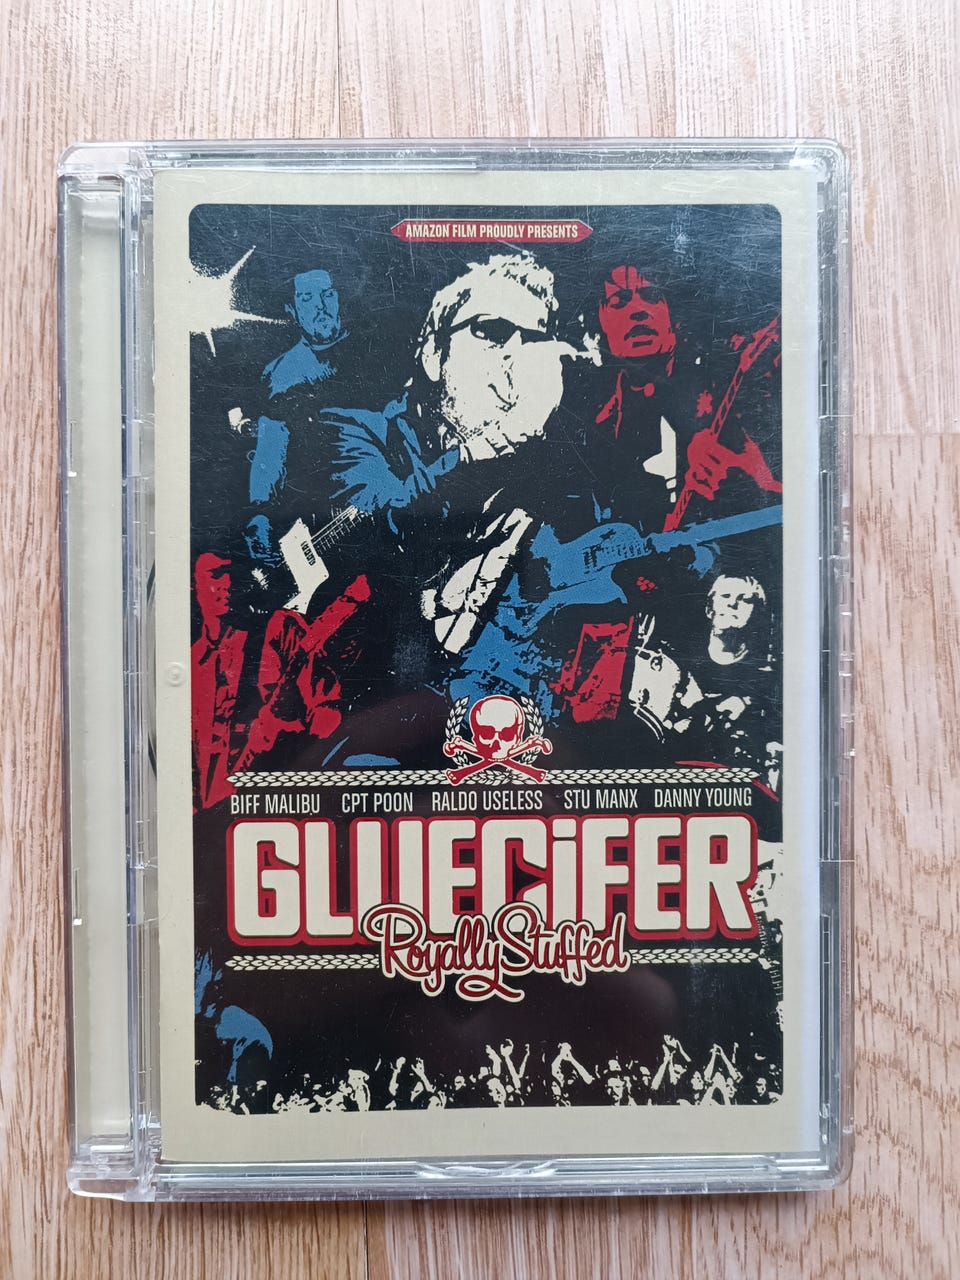 AMAZON FILM PROUDLY PRESENTS
BIFF MALIBU CPT POON RALDO USELESS STU MANX DANNY YOUNG
GLUECiFER
Royally Stuffed